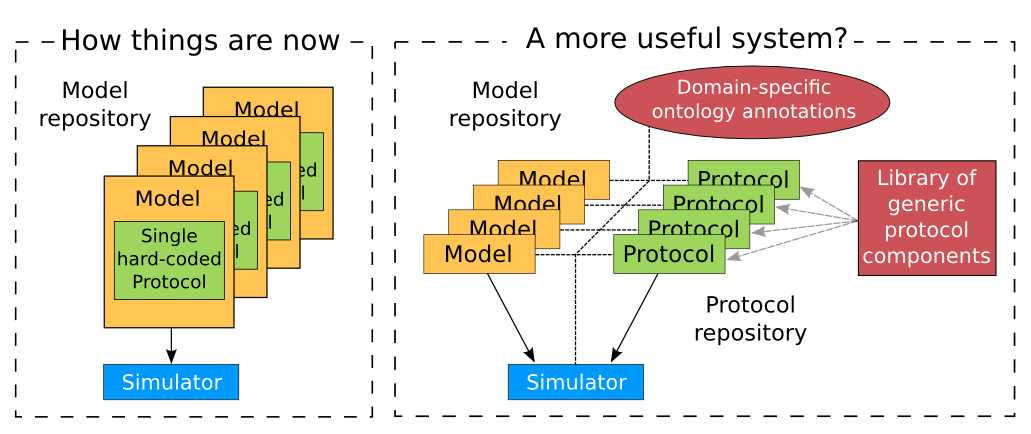 How things are now
Model
repository
Model
Model
Model
Model
Single
hard-coded
Protocol
ed
l
ed
l
ed
l
Simulator
A more useful system?
Model
repository
Domain-specific
ontology annotations
Model
Model
Model
Model
Protocol
Protocol
Protocol
Protocol
Library of
generic
protocol
components
Protocol
repository
Simulator